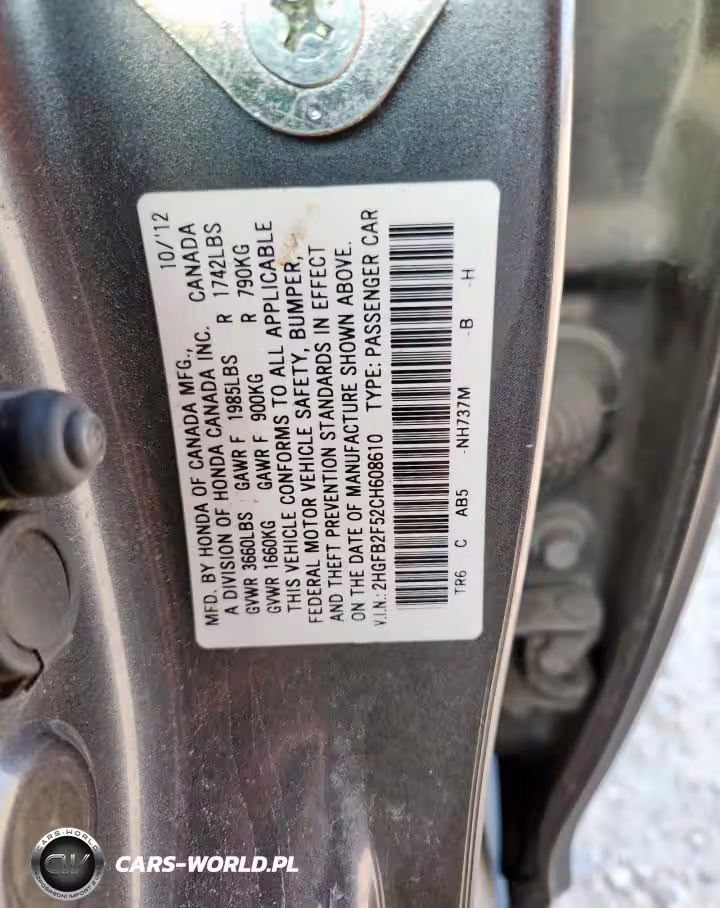 MFD. BY HONDA OF CANADA MFG., 10/'12
A DIVISION OF HONDA CANADA INC. CANADA
GVWR 3660LBS GAWR F 1985LBS R 1742LBS
GVWR 1660KG GAWR F 900KG R 790KG
THIS VEHICLE CONFORMS TO ALL APPLICABLE
FEDERAL MOTOR VEHICLE SAFETY, BUMPER,
AND THEFT PREVENTION STANDARDS IN EFFECT
ON THE DATE OF MANUFACTURE SHOWN ABOVE.
V.I.N.: 2HGFB2F52CH608610 TYPE: PASSENGER CAR
TR6 C AB5 -NH737M -B -H
CARS-WORLD
CW
CARS-WORLD.PL